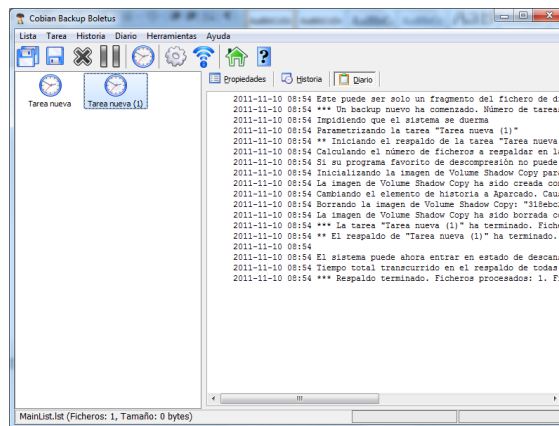 Cobian Backup Boletus
Lista Tarea Historia Diario Herramientas Ayuda
Propiedades Historia Diario
Tarea nueva Tarea nueva (1)
2011-11-10 08:54 Este puede ser solo un fragmento del fichero de
2011-11-10 08:54 *** Un backup nuevo ha comenzado. Número de tareas
2011-11-10 08:54 Impidiendo que el sistema se duerma
2011-11-10 08:54 Parametrizando la tarea "Tarea nueva (1)"
2011-11-10 08:54 ** Iniciando el respaldo de la tarea "Tarea nueva
2011-11-10 08:54 Calculando el número de ficheros a respaldar en
2011-11-10 08:54 Si su programa favorito de descompresión no puede
2011-11-10 08:54 Inicializando la imagen de Volume Shadow Copy
2011-11-10 08:54 La imagen de Volume Shadow Copy ha sido creada
2011-11-10 08:54 Cambiando el elemento de historia a Aparcado.
2011-11-10 08:54 Borrando la imagen de Volume Shadow Copy:
2011-11-10 08:54 La imagen de Volume Shadow Copy ha sido borrada
2011-11-10 08:54 *** La tarea "Tarea nueva (1)" ha terminado.
2011-11-10 08:54 ** El respaldo de "Tarea nueva (1)" ha terminado.
2011-11-10 08:54
2011-11-10 08:54 El sistema puede ahora entrar en estado de
2011-11-10 08:54 Tiempo total transcurrido en el respaldo de todas
2011-11-10 08:54 *** Respaldo terminado. Ficheros procesados: 1.
MainList.lst (Ficheros: 1, Tamaño: 0 bytes)